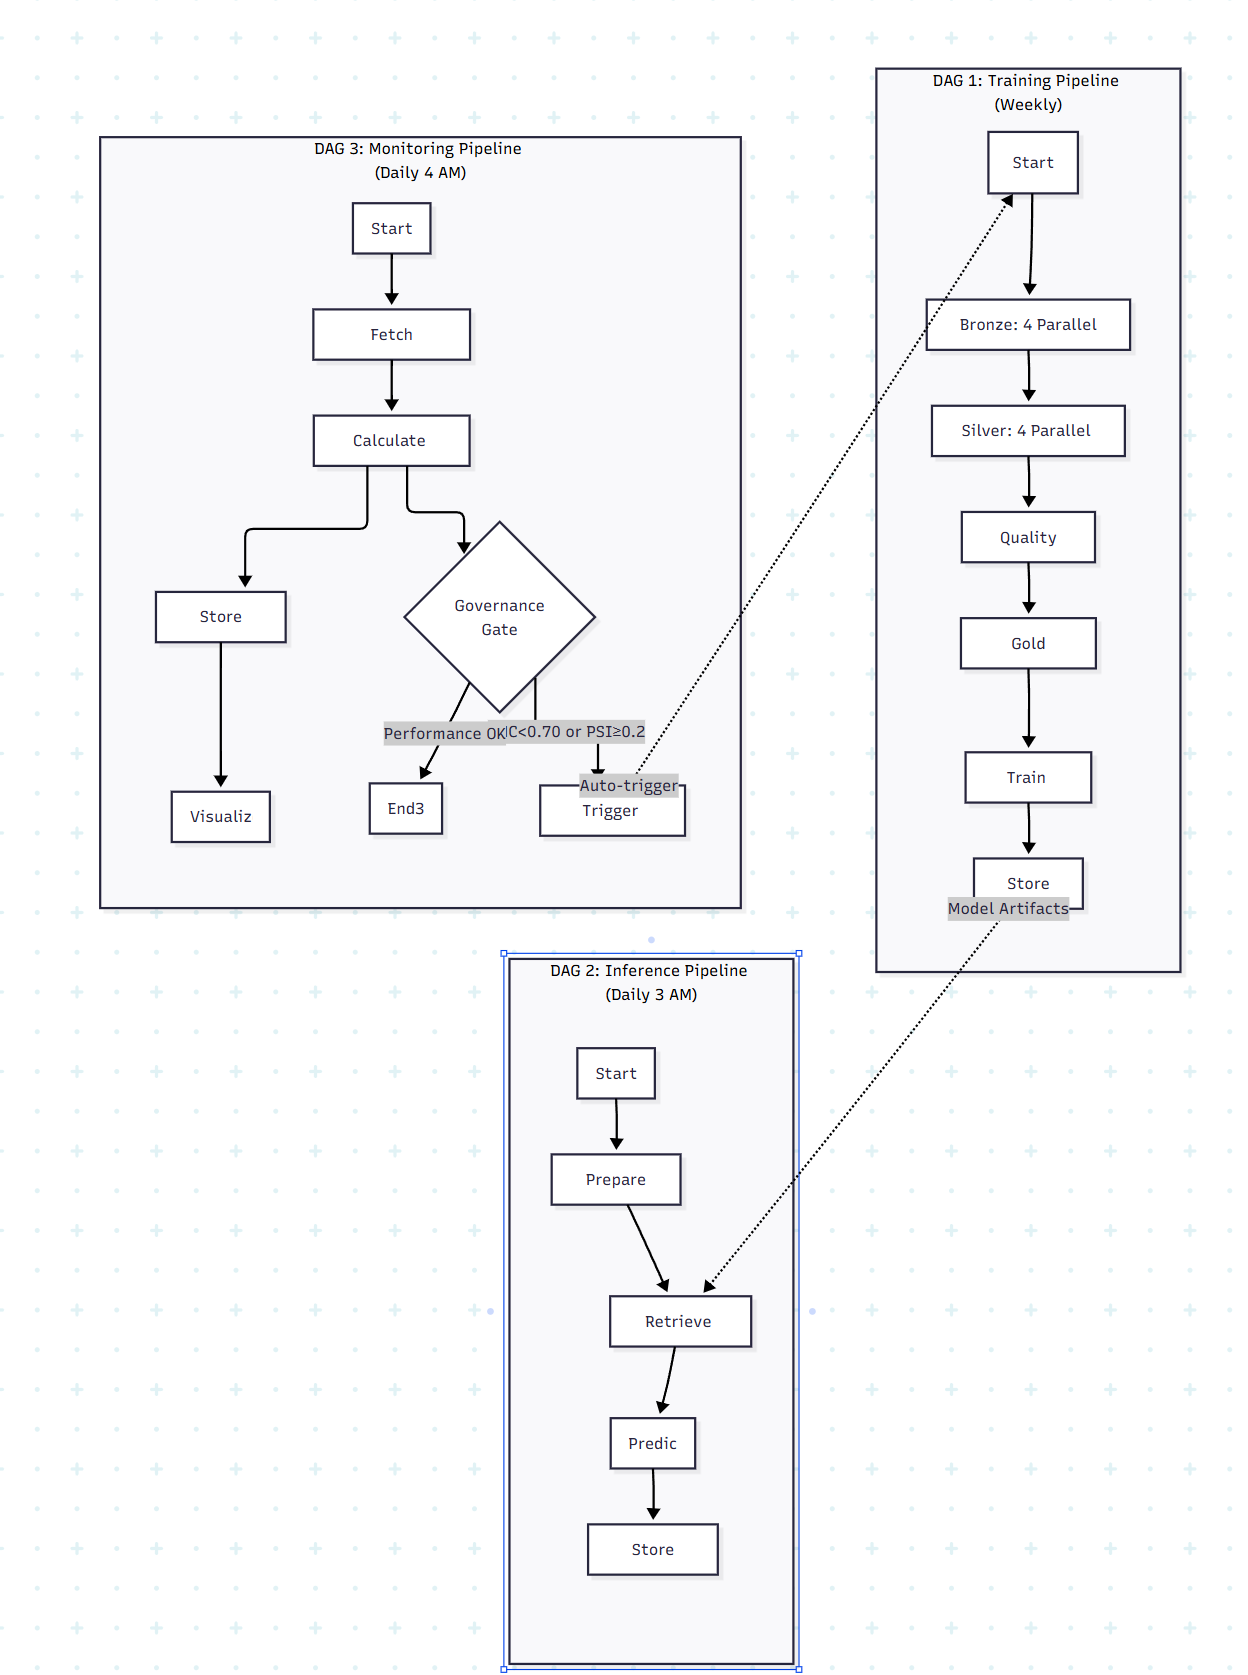 DAG 3: Monitoring Pipeline
(Daily 4 AM)
Start
Fetch
Calculate
Governance
Gate
Store
Performance OK
C<0.70 or PSI≥0.2
Visualiz
End3
Auto-trigger
Trigger
DAG 1: Training Pipeline
(Weekly)
Start
Bronze: 4 Parallel
Silver: 4 Parallel
Quality
Gold
Train
Store
Model Artifacts
DAG 2: Inference Pipeline
(Daily 3 AM)
Start
Prepare
Retrieve
Predic
Store